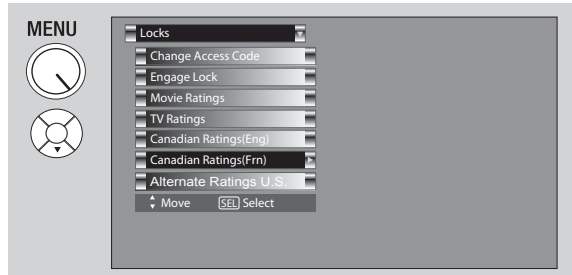 MENU
Locks
Change Access Code
Engage Lock
Movie Ratings
TV Ratings
Canadian Ratings(Eng)
Canadian Ratings(Frn)
Alternate Ratings U.S.
Move SEL Select